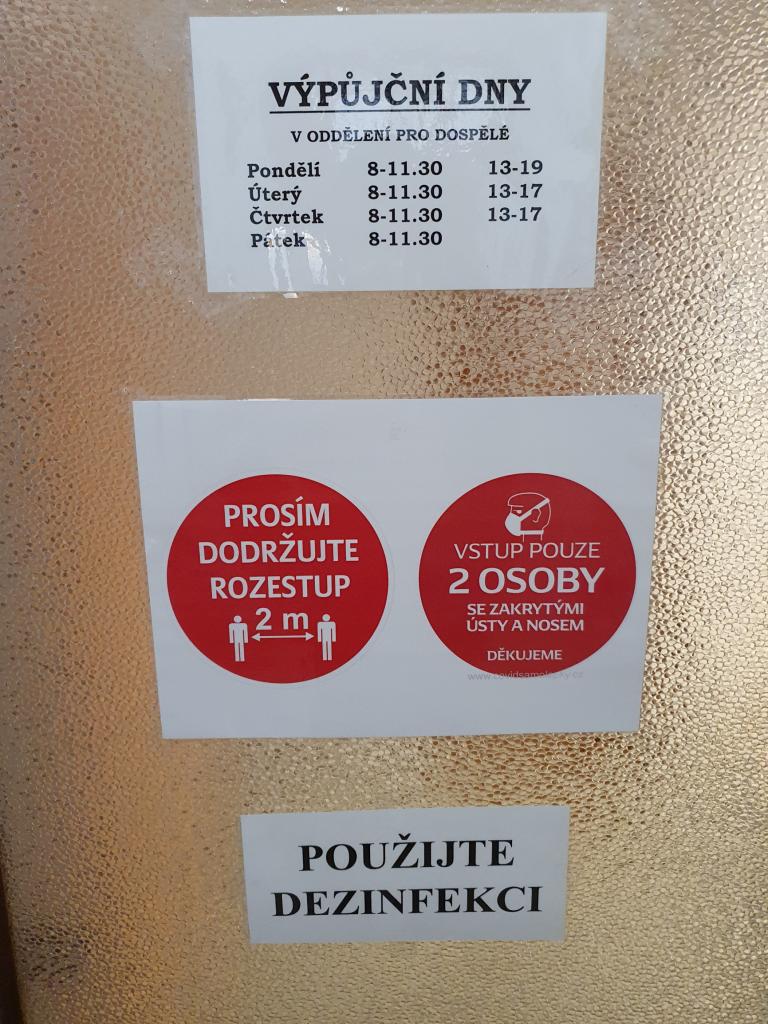 VÝPŮJČNÍ DNY
V ODDĚLENÍ PRO DOSPĚLÉ
Pondělí 8-11.30 13-19
Úterý 8-11.30 13-17
Čtvrtek 8-11.30 13-17
Pátek 8-11.30
PROSÍM
DODRŽUJTE
ROZESTUP
2 m
VSTUP POUZE
2 OSOBY
SE ZAKRYTÝMI
ÚSTY A NOSEM
DĚKUJEME
POUŽIJTE
DEZINFEKCI